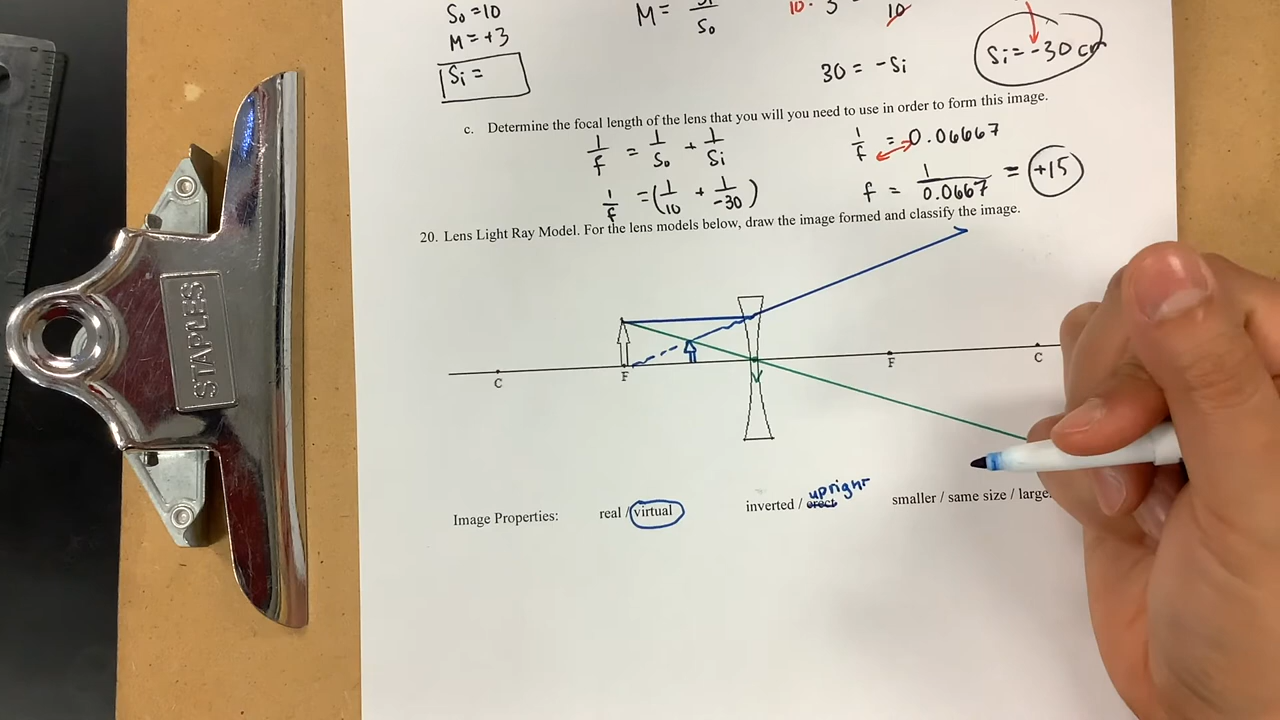 So = 10
M = +3
Si =
M = Si / So
10 · 3
10
30 = -Si
Si = -30 cm
c. Determine the focal length of the lens that you will you need to use in order to form this image.
1/f = 1/So + 1/Si
1/f = 0.06667
1/f = (1/10 + 1/-30)
f = 1/0.0667 = +15
20. Lens Light Ray Model. For the lens models below, draw the image formed and classify the image.
C F F C
upright
Image Properties: real / virtual inverted / erect smaller / same size / large
STAPLES